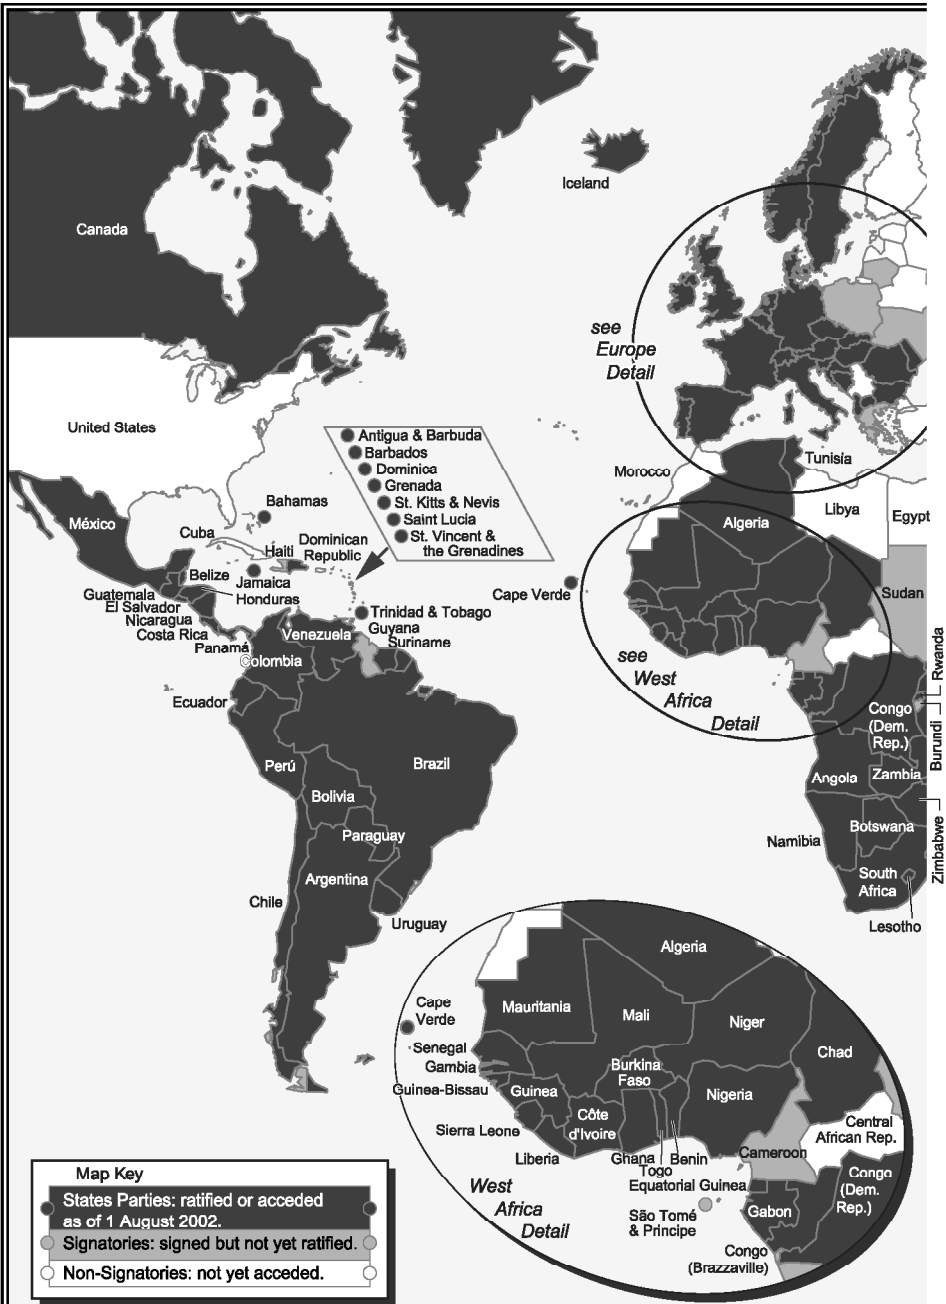 Iceland
Canada
see
Europe
Detail
United States
Antigua & Barbuda
Barbados
Dominica
Grenada
St. Kitts & Nevis
Saint Lucia
St. Vincent &
the Grenadines
Tunisia
Morocco
Bahamas
México
Algeria
Libya
Egypt
Cuba
Haiti
Dominican
Republic
Belize
Jamaica
Guatemala
Honduras
El Salvador
Nicaragua
Costa Rica
Panamá
Cape Verde
Sudan
Trinidad & Tobago
Guyana
Suriname
Venezuela
Colombia
see
West
Africa
Detail
Rwanda
Ecuador
Congo
(Dem.
Rep.)
Burundi
Perú
Brazil
Angola
Zambia
Bolivia
Paraguay
Namibia
Botswana
Zimbabwe
Argentina
South
Africa
Chile
Uruguay
Lesotho
Algeria
Cape
Verde
Mauritania
Mali
Niger
Senegal
Chad
Gambia
Burkina
Faso
Guinea-Bissau
Guinea
Nigeria
Côte
d'Ivoire
Sierra Leone
Central
African Rep.
Liberia
Ghana
Benin
Togo
Cameroon
Equatorial Guinea
Congo
(Dem.
Rep.)
West
Africa
Detail
São Tomé
& Principe
Gabon
Congo
(Brazzaville)
Map Key
States Parties: ratified or acceded
as of 1 August 2002.
Signatories: signed but not yet ratified.
Non-Signatories: not yet acceded.